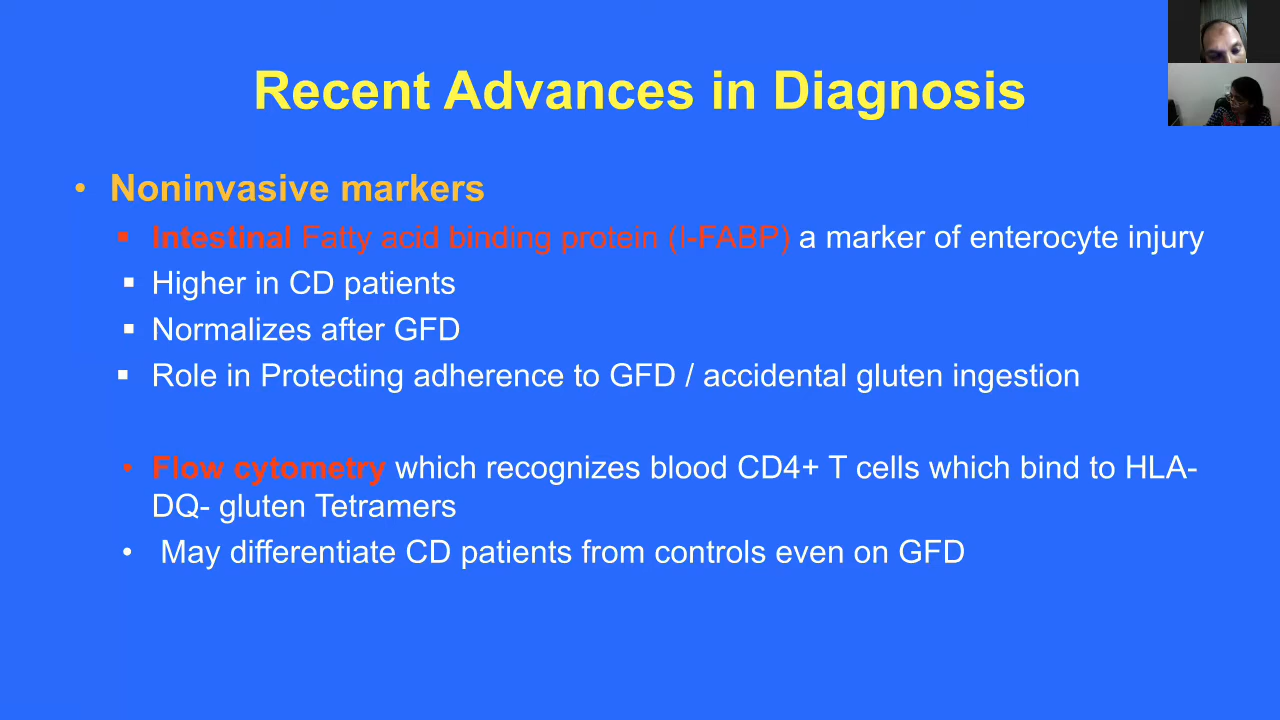 Recent Advances in Diagnosis
• Noninvasive markers
▪ Intestinal Fatty acid binding protein (I-FABP) a marker of enterocyte injury
▪ Higher in CD patients
▪ Normalizes after GFD
▪ Role in Protecting adherence to GFD / accidental gluten ingestion
• Flow cytometry which recognizes blood CD4+ T cells which bind to HLA-
DQ- gluten Tetramers
• May differentiate CD patients from controls even on GFD